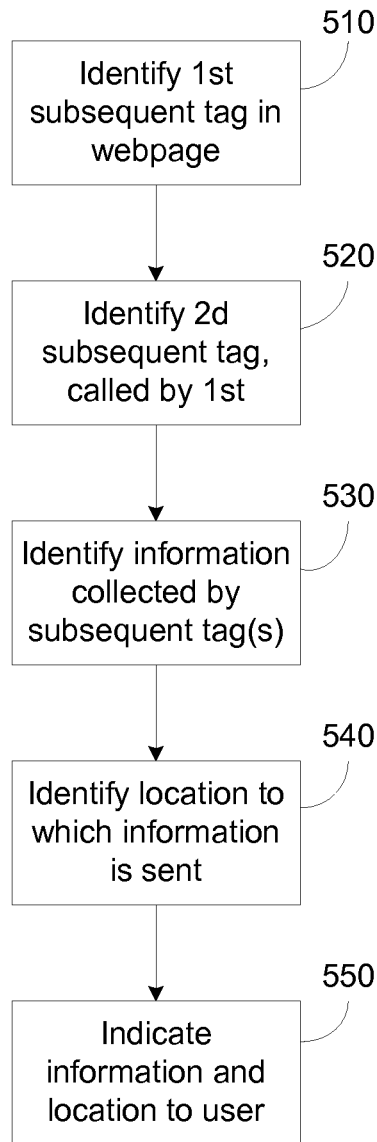 510
Identify 1st
subsequent tag in
webpage
520
Identify 2d
subsequent tag,
called by 1st
530
Identify information
collected by
subsequent tag(s)
540
Identify location to
which information
is sent
550
Indicate
information and
location to user